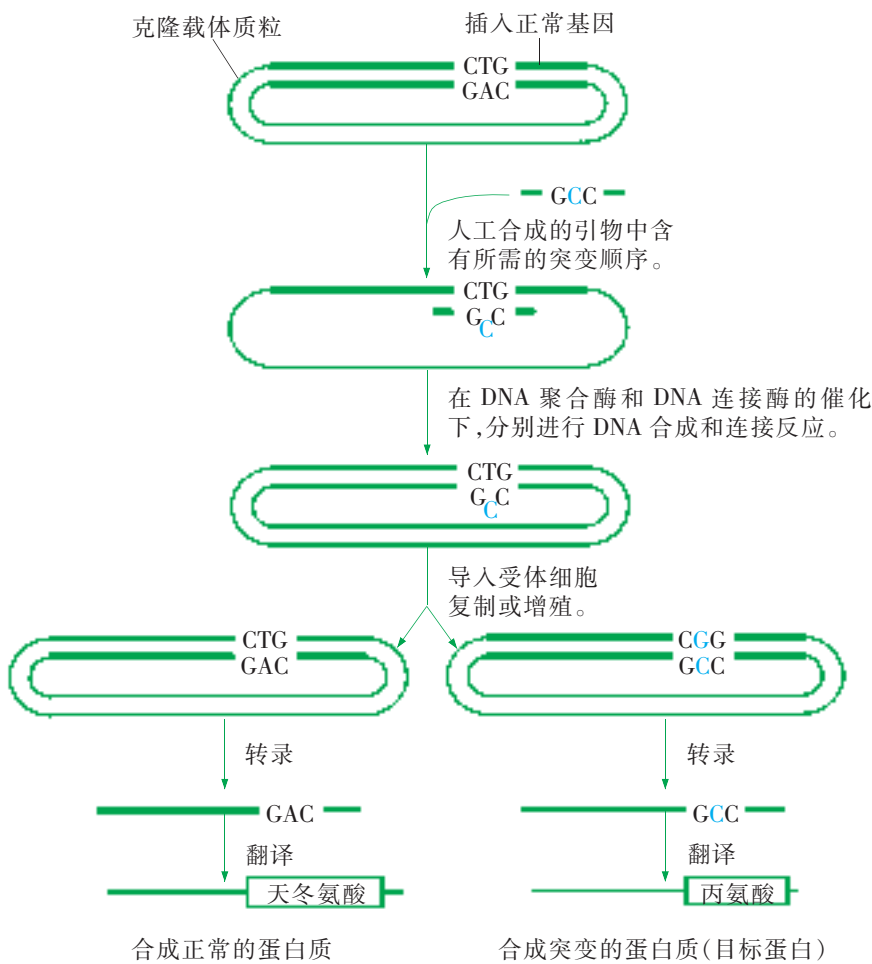 克隆载体质粒
插入正常基因
CTG
GAC
GCC
人工合成的引物中含
有所需的突变顺序。
CTG
GCC
在 DNA 聚合酶和 DNA 连接酶的催化
下,分别进行 DNA 合成和连接反应。
CTG
GCC
导入受体细胞
复制或增殖。
CTG
GAC
CGG
GCC
转录
转录
GAC
GCC
翻译
翻译
天冬氨酸
丙氨酸
合成正常的蛋白质
合成突变的蛋白质(目标蛋白)